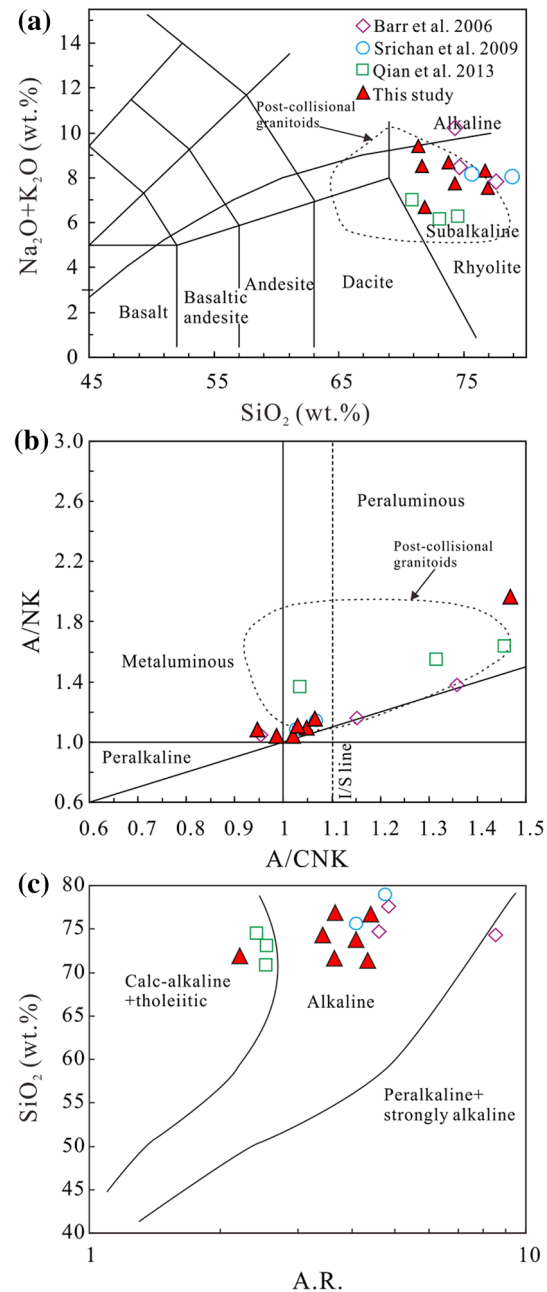 (a)
Barr et al. 2006
Srichan et al. 2009
Qian et al. 2013
This study
Post-collisional
granitoids
Alkaline
Subalkaline
Rhyolite
Dacite
Andesite
Basaltic
andesite
Basalt
Na₂O+K₂O (wt.%)
14
12
10
8
6
4
2
0
45
55
65
75
SiO₂ (wt.%)
(b)
Peraluminous
Post-collisional
granitoids
Metaluminous
Peralkaline
I/S line
A/NK
3.0
2.6
2.2
1.8
1.4
1.0
0.6
0.6
0.7
0.8
0.9
1
1.1
1.2
1.3
1.4
1.5
A/CNK
(c)
Calc-alkaline
+tholeiitic
Alkaline
Peralkaline+
strongly alkaline
SiO₂ (wt.%)
80
75
70
65
60
55
50
45
40
1
10
A.R.